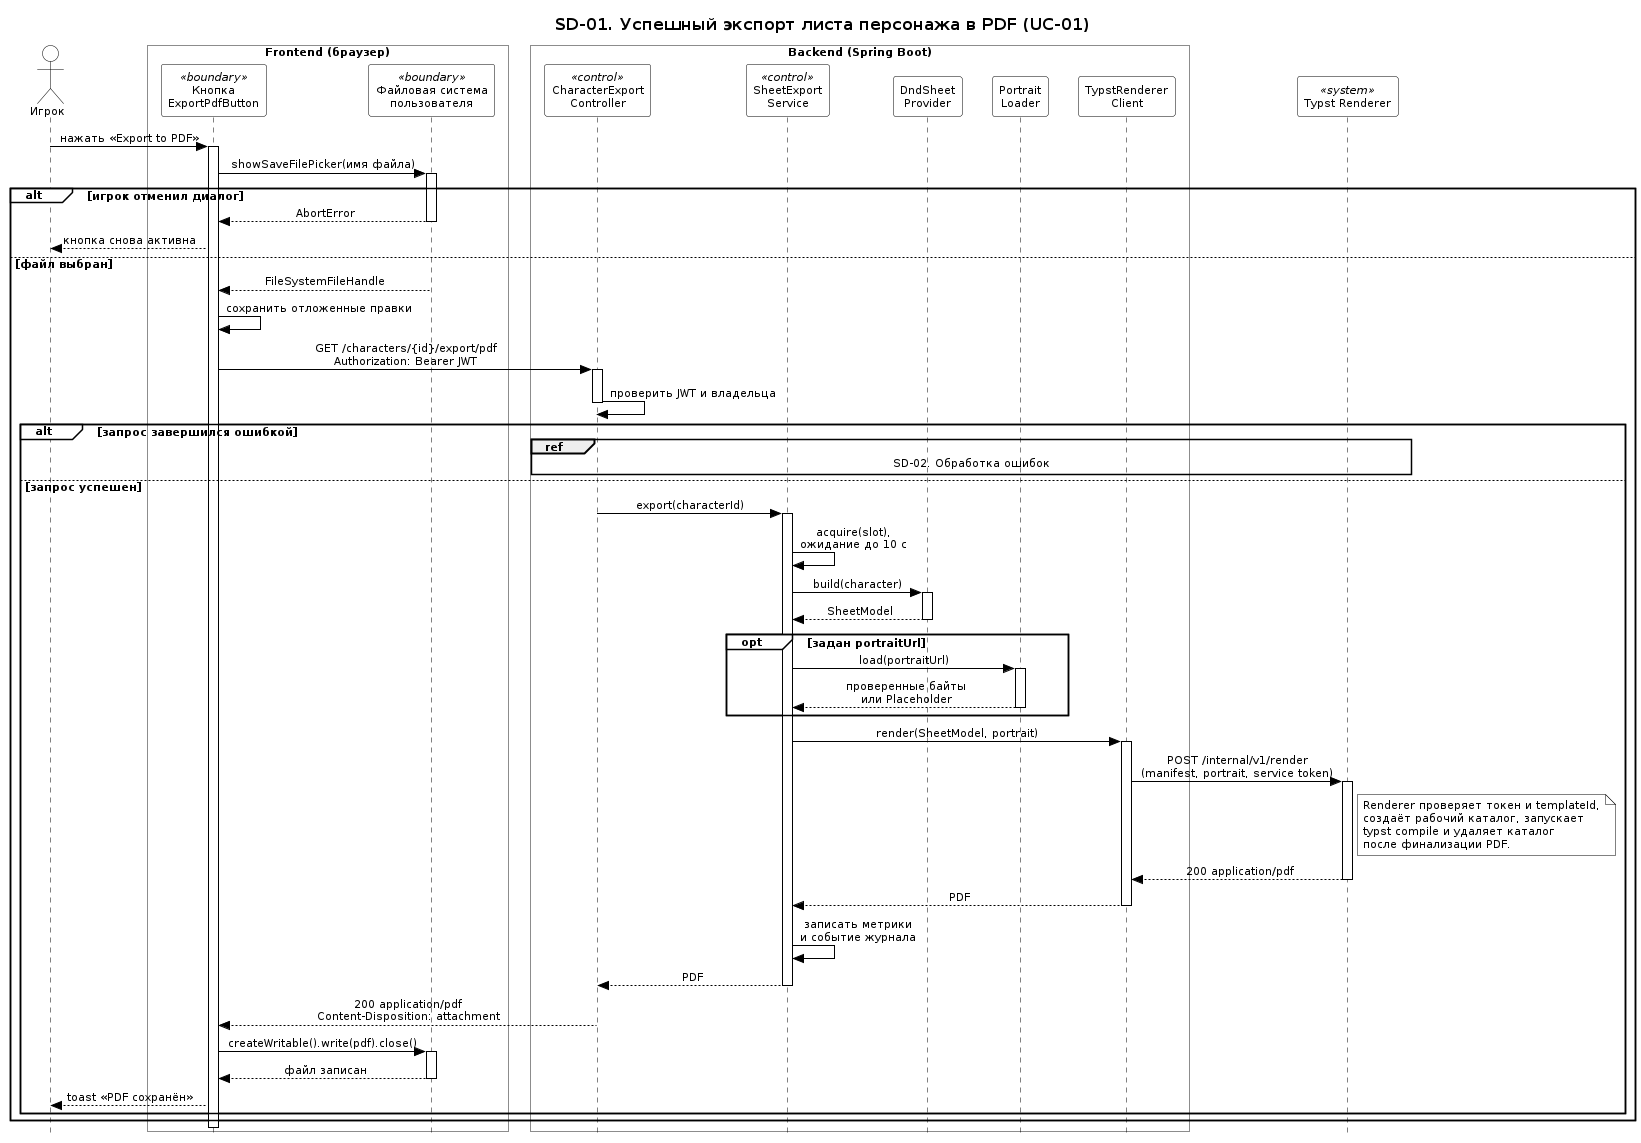 SD-01. Успешный экспорт листа персонажа в PDF (UC-01)
Frontend (браузер)
Backend (Spring Boot)
Игрок
«boundary»
Кнопка
ExportPdfButton
«boundary»
Файловая система
пользователя
«control»
CharacterExport
Controller
«control»
SheetExport
Service
DndSheet
Provider
Portrait
Loader
TypstRenderer
Client
«system»
Typst Renderer
нажать «Export to PDF»
showSaveFilePicker(имя файла)
alt
[игрок отменил диалог]
AbortError
кнопка снова активна
[файл выбран]
FileSystemFileHandle
сохранить отложенные правки
GET /characters/{id}/export/pdf
Authorization: Bearer JWT
проверить JWT и владельца
alt
[запрос завершился ошибкой]
ref
SD-02. Обработка ошибок
[запрос успешен]
export(characterId)
acquire(slot),
ожидание до 10 с
build(character)
SheetModel
opt
[задан portraitUrl]
load(portraitUrl)
проверенные байты
или Placeholder
render(SheetModel, portrait)
POST /internal/v1/render
(manifest, portrait, service token)
Renderer проверяет токен и templateId,
создаёт рабочий каталог, запускает
typst compile и удаляет каталог
после финализации PDF.
200 application/pdf
PDF
записать метрики
и событие журнала
PDF
200 application/pdf
Content-Disposition: attachment
createWritable().write(pdf).close()
файл записан
toast «PDF сохранён»